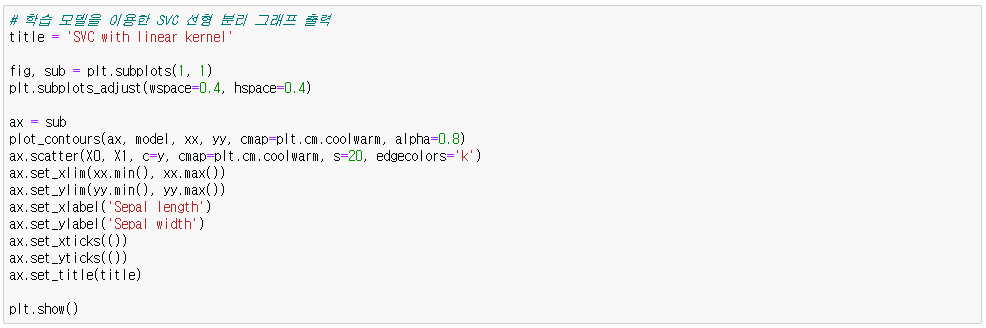 # 학습 모델을 이용한 SVC 선형 분리 그래프 출력
title = 'SVC with linear kernel'
fig, sub = plt.subplots(1, 1)
plt.subplots_adjust(wspace=0.4, hspace=0.4)
ax = sub
plot_contours(ax, model, xx, yy, cmap=plt.cm.coolwarm, alpha=0.8)
ax.scatter(X0, X1, c=y, cmap=plt.cm.coolwarm, s=20, edgecolors='k')
ax.set_xlim(xx.min(), xx.max())
ax.set_ylim(yy.min(), yy.max())
ax.set_xlabel('Sepal length')
ax.set_ylabel('Sepal width')
ax.set_xticks(())
ax.set_yticks(())
ax.set_title(title)
plt.show()